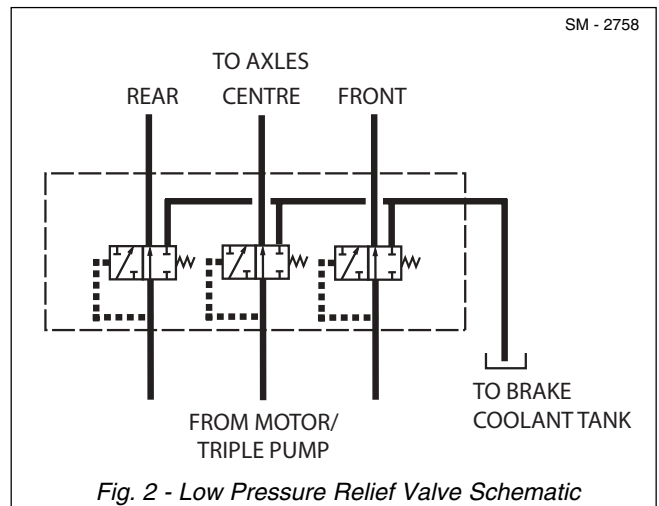 SM - 2758
TO AXLES
REAR CENTRE FRONT
FROM MOTOR/
TRIPLE PUMP
TO BRAKE
COOLANT TANK
Fig. 2 - Low Pressure Relief Valve Schematic